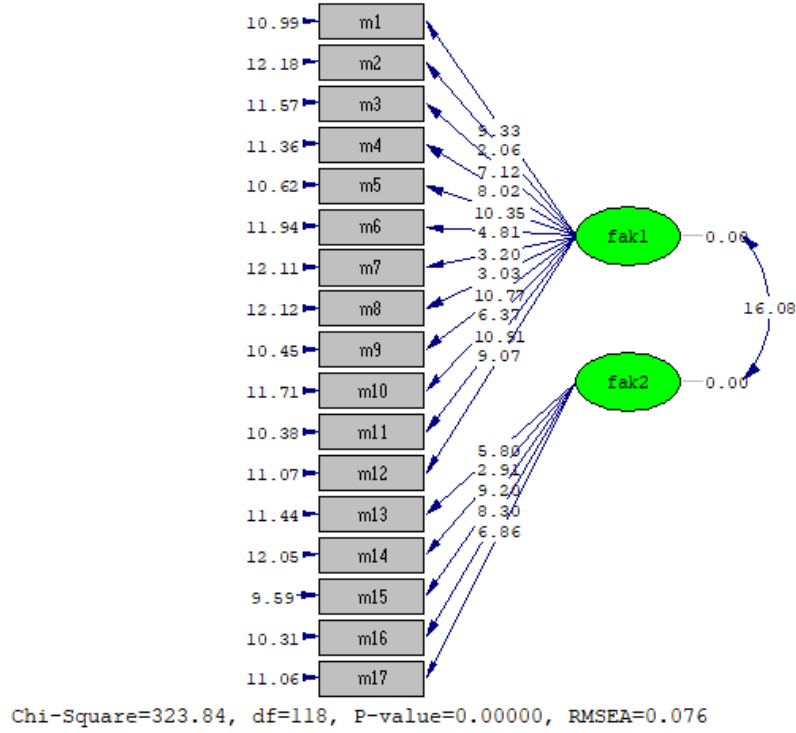 10.99 m1
12.18 m2
11.57 m3
11.36 m4
10.62 m5
11.94 m6
12.11 m7
12.12 m8
10.45 m9
11.71 m10
10.38 m11
11.07 m12
11.44 m13
12.05 m14
9.59 m15
10.31 m16
11.06 m17
9.33
2.06
7.12
8.02
10.35
4.81
3.20
3.03
10.77
6.37
10.91
9.07
5.80
2.91
9.20
8.30
6.86
fak1 0.00
16.08
fak2 0.00
Chi-Square=323.84, df=118, P-value=0.00000, RMSEA=0.076